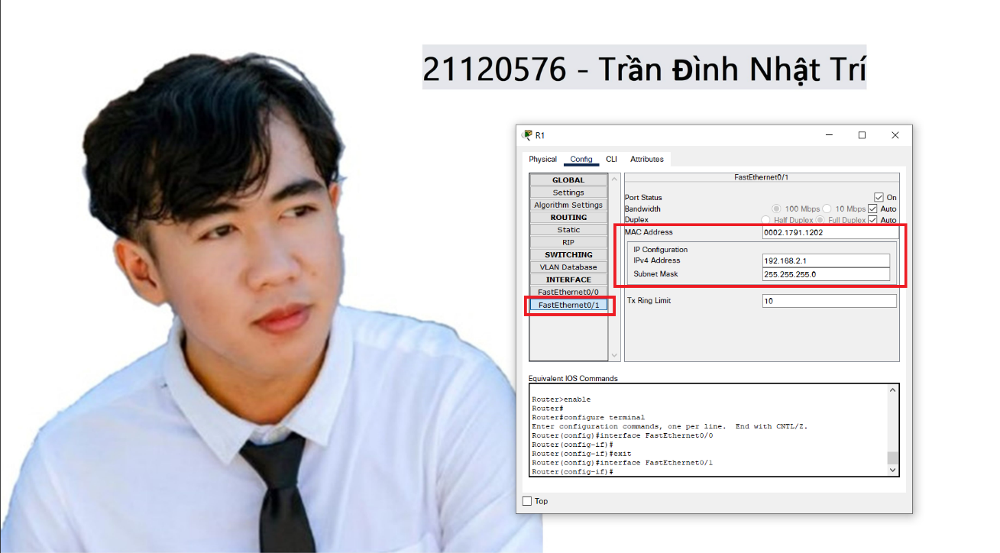 21120576 - Trần Đình Nhật Trí
R1
Physical Config CLI Attributes
GLOBAL
Settings
Algorithm Settings
ROUTING
Static
RIP
SWITCHING
VLAN Database
INTERFACE
FastEthernet0/0
FastEthernet0/1
FastEthernet0/1
Port Status On
Bandwidth 100 Mbps 10 Mbps Auto
Duplex Half Duplex Full Duplex Auto
MAC Address 0002.1791.1202
IP Configuration
IPv4 Address 192.168.2.1
Subnet Mask 255.255.255.0
Tx Ring Limit 10
Equivalent IOS Commands
Router>enable
Router#
Router#configure terminal
Enter configuration commands, one per line. End with CNTL/Z.
Router(config)#interface FastEthernet0/0
Router(config-if)#
Router(config-if)#exit
Router(config)#interface FastEthernet0/1
Router(config-if)#
Top